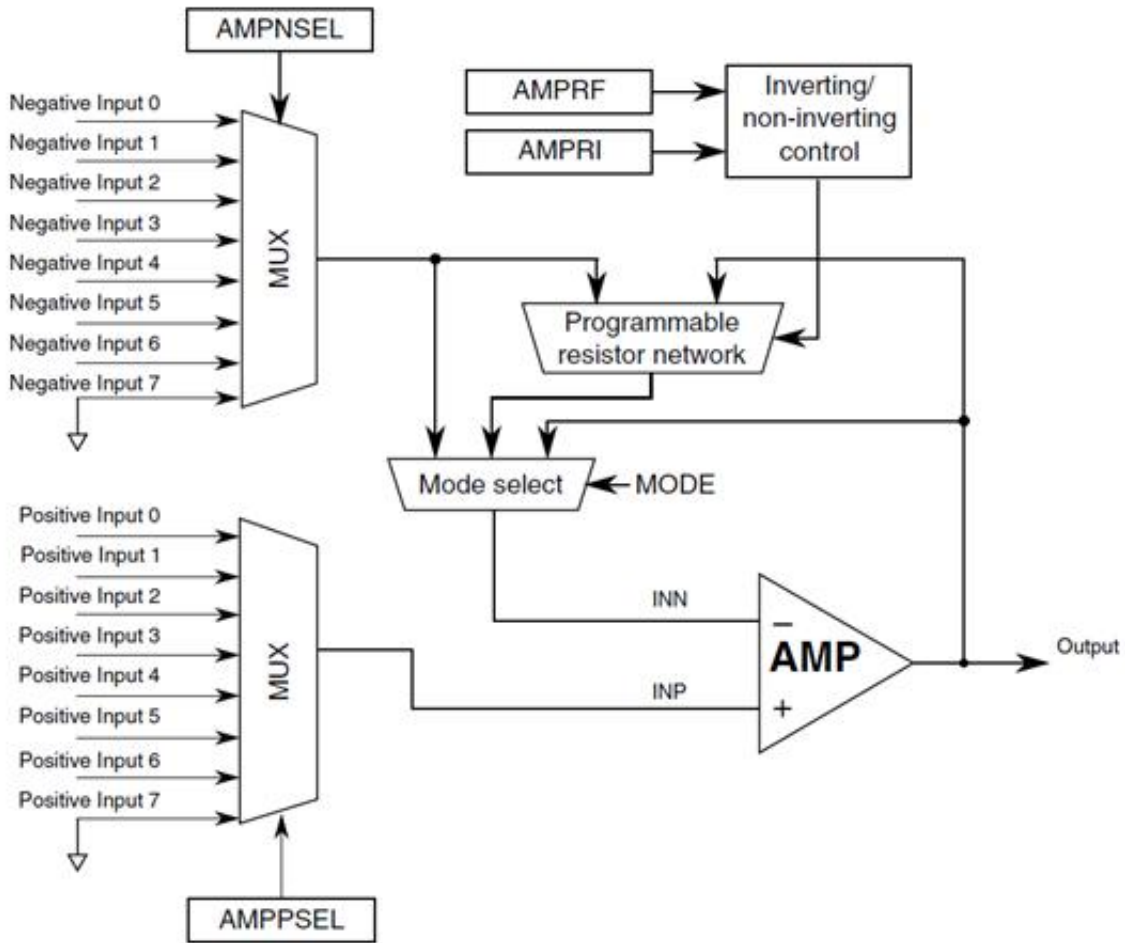 AMPNSEL
Negative Input 0
Negative Input 1
Negative Input 2
Negative Input 3
Negative Input 4
Negative Input 5
Negative Input 6
Negative Input 7
MUX
AMPRF
AMPRI
Inverting/
non-inverting
control
Programmable
resistor network
Mode select
MODE
Positive Input 0
Positive Input 1
Positive Input 2
Positive Input 3
Positive Input 4
Positive Input 5
Positive Input 6
Positive Input 7
MUX
INN
INP
−
AMP
+
Output
AMPPSEL